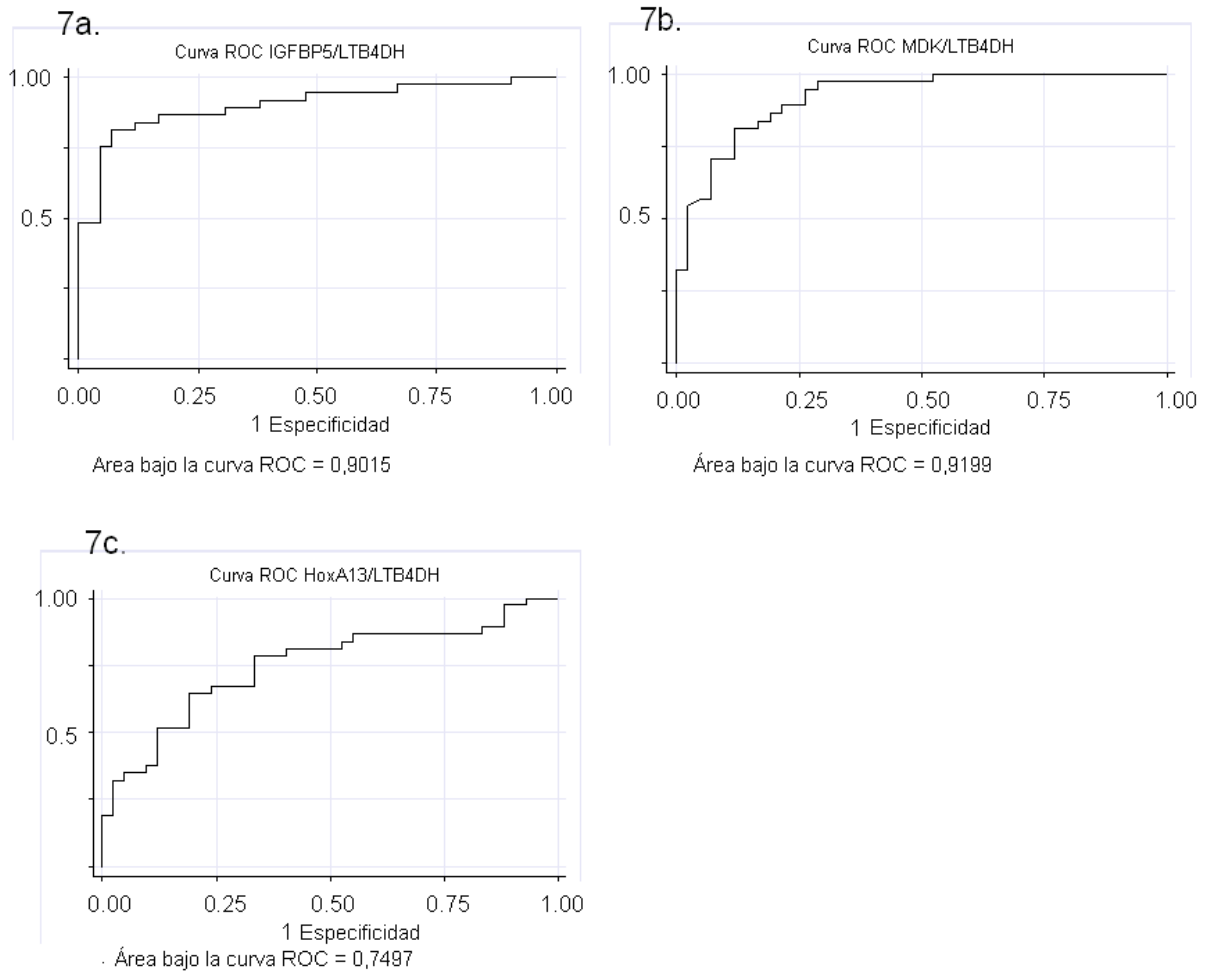 7a.
Curva ROC IGFBP5/LTB4DH
1.00
0.5
0.00 0.25 0.50 0.75 1.00
1 Especificidad
Area bajo la curva ROC = 0,9015
7b.
Curva ROC MDK/LTB4DH
1.00
0.5
0.00 0.25 0.50 0.75 1.00
1 Especificidad
Área bajo la curva ROC = 0,9199
7c.
Curva ROC HoxA13/LTB4DH
1.00
0.5
0.00 0.25 0.50 0.75 1.00
1 Especificidad
. Área bajo la curva ROC = 0,7497